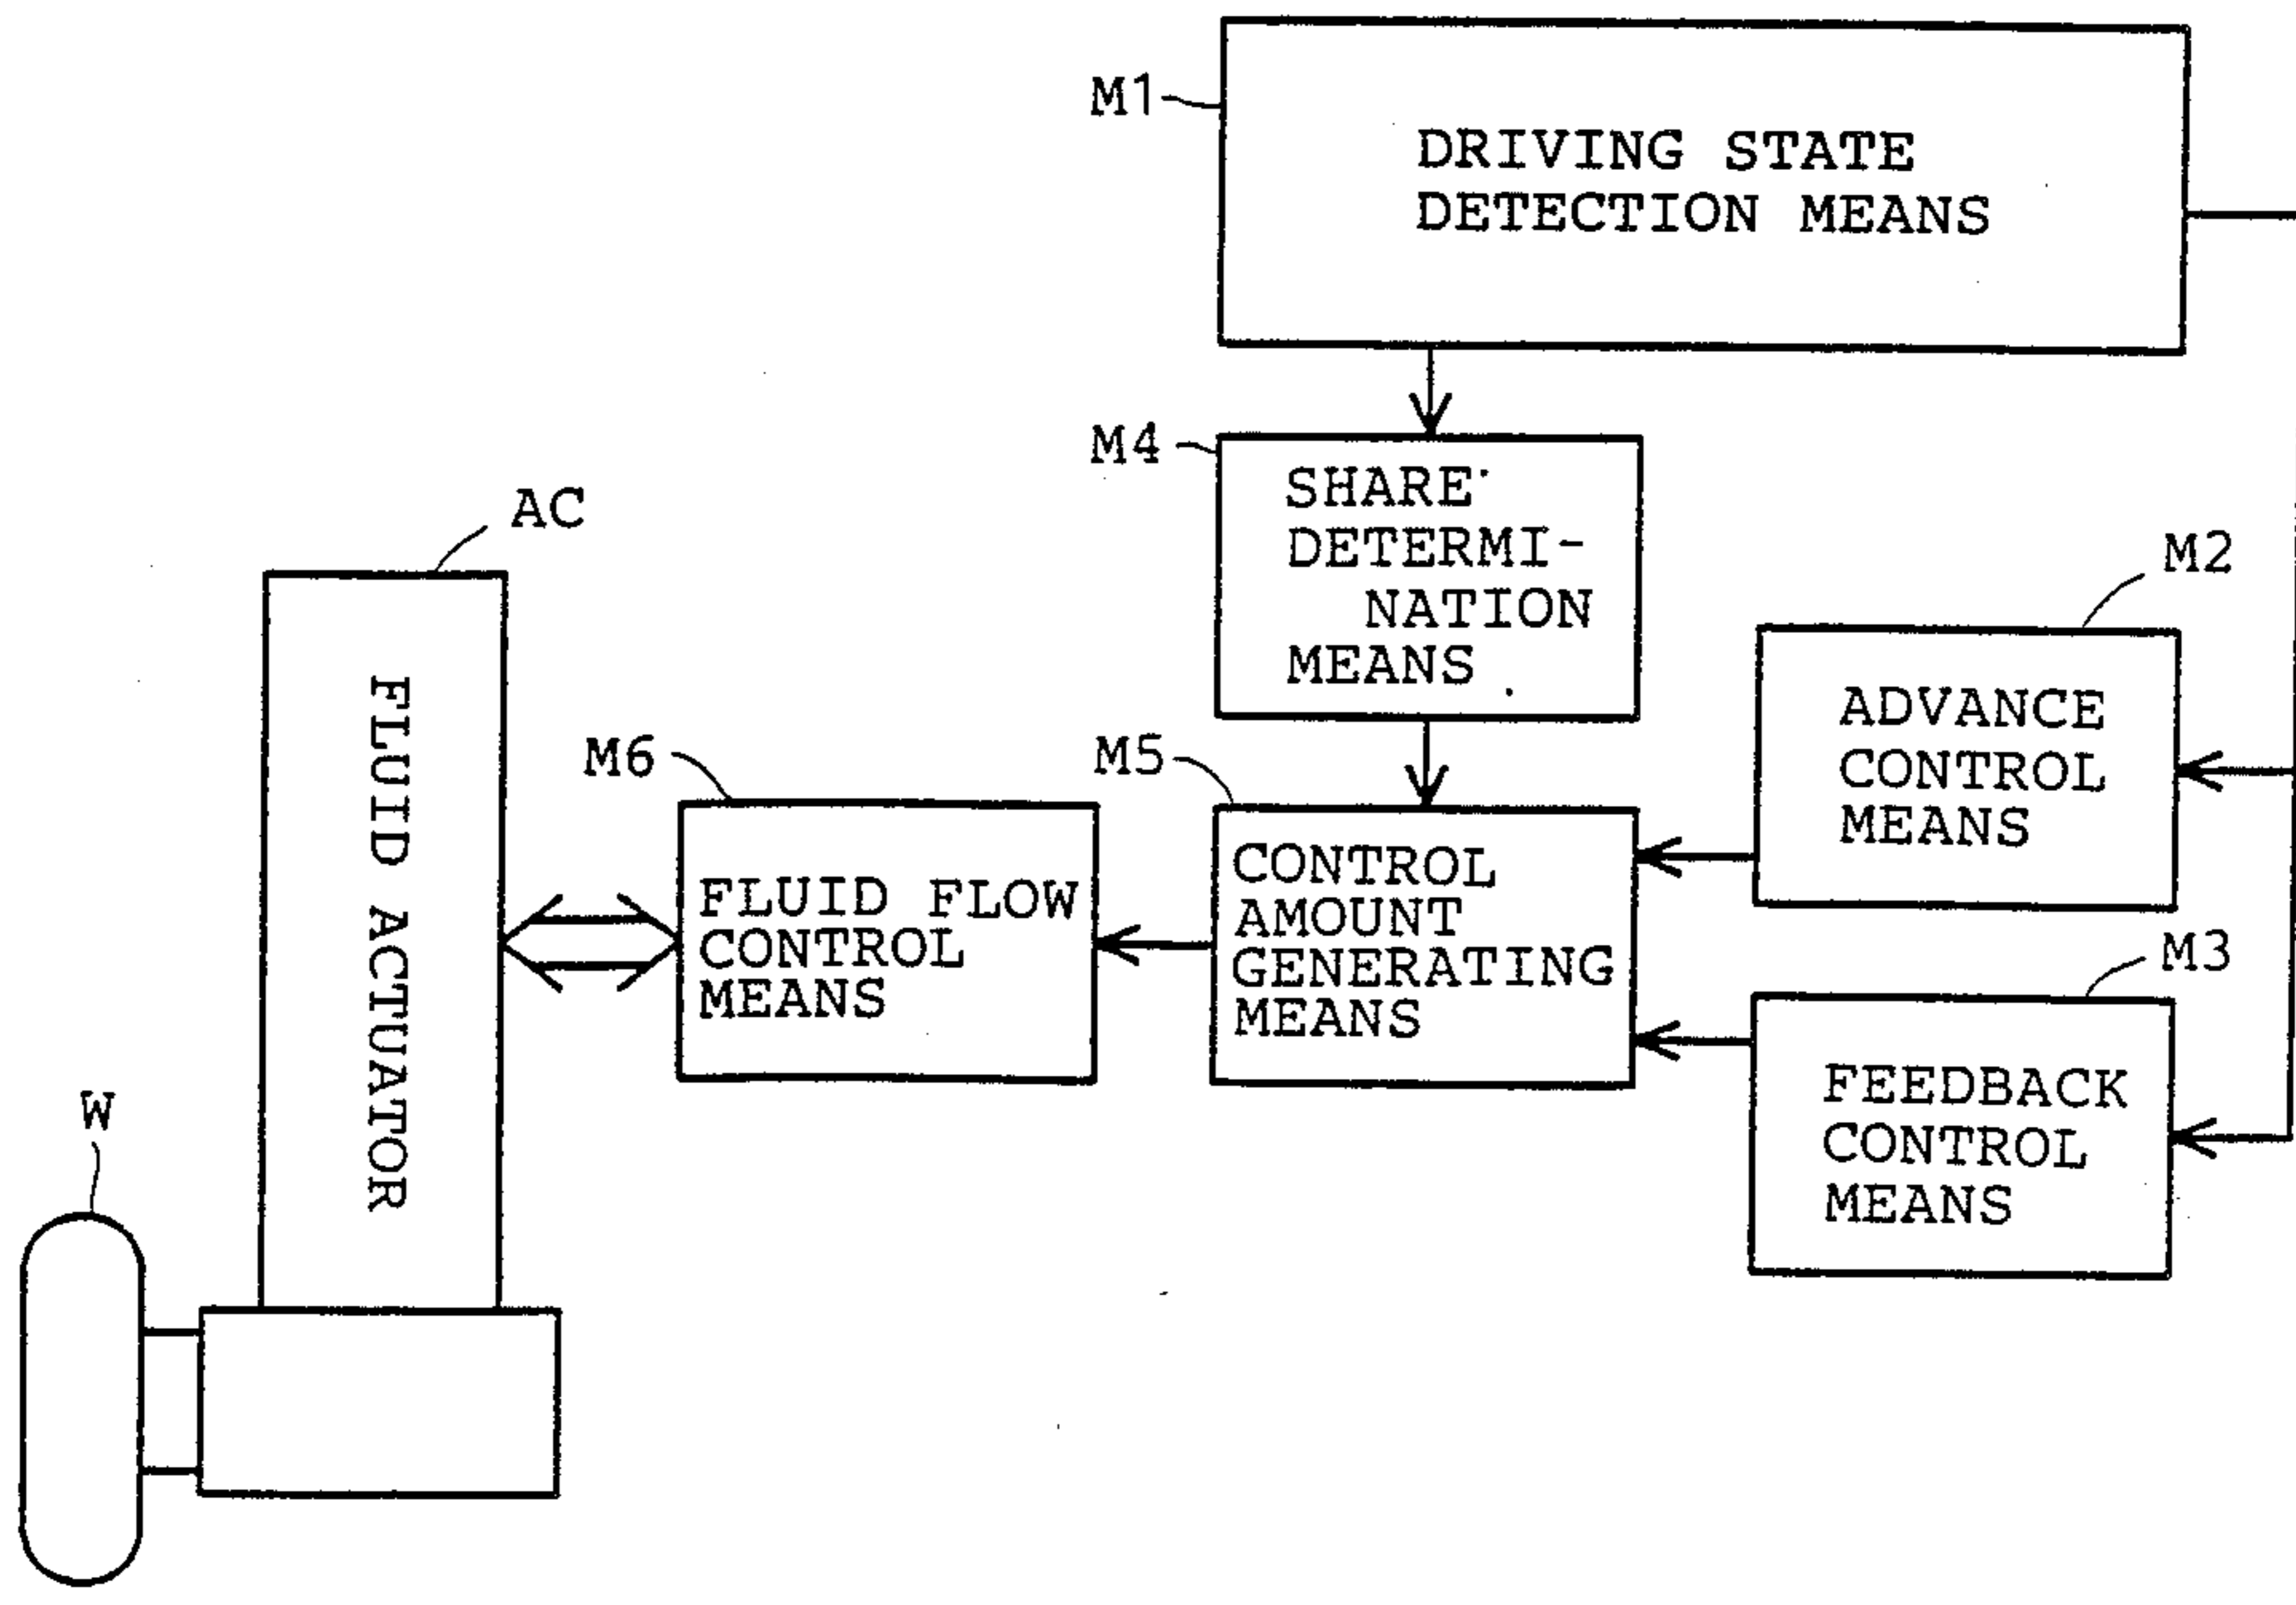 M1
DRIVING STATE
DETECTION MEANS
M4
SHARE
DETERMI-
NATION
MEANS
AC
FLUID ACTUATOR
M2
ADVANCE
CONTROL
MEANS
M6
FLUID FLOW
CONTROL
MEANS
M5
CONTROL
AMOUNT
GENERATING
MEANS
M3
FEEDBACK
CONTROL
MEANS
W